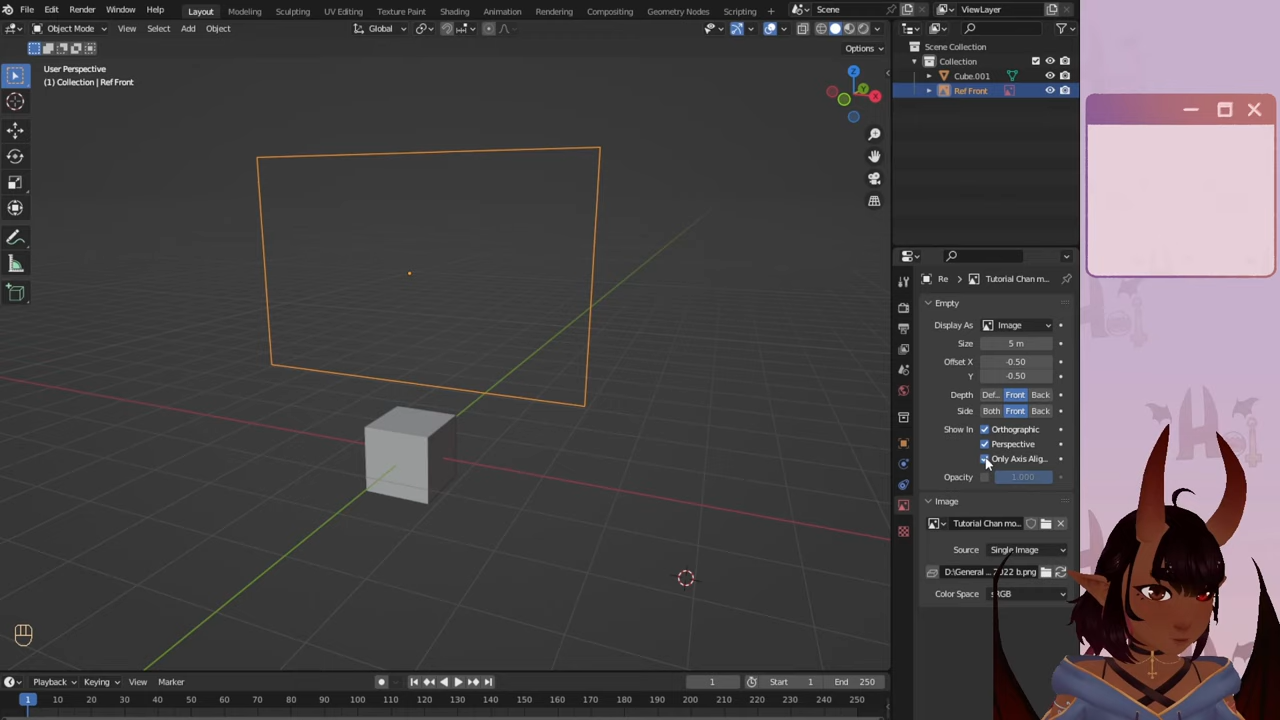 File Edit Render Window Help Layout Modeling Sculpting UV Editing Texture Paint Shading Animation Rendering Compositing Geometry Nodes Scripting + Scene ViewLayer
Object Mode View Select Add Object Global
Options
User Perspective
(1) Collection | Ref Front
Z
Y
X
Scene Collection
Collection
Cube.001
Ref Front
Re > Tutorial Chan m...
Empty
Display As Image
Size 5 m
Offset X -0.50
Y -0.50
Depth Def... Front Back
Side Both Front Back
Show In Orthographic
Perspective
Only Axis Alig...
Opacity 1.000
Image
Tutorial Chan mo...
Source Single Image
D:\General ... 2022 b.png
Color Space sRGB
Playback Keying View Marker 1 Start 1 End 250
1 10 20 30 40 50 60 70 80 90 100 110 120 130 140 150 160 170 180 190 200 210 220 230 240 250